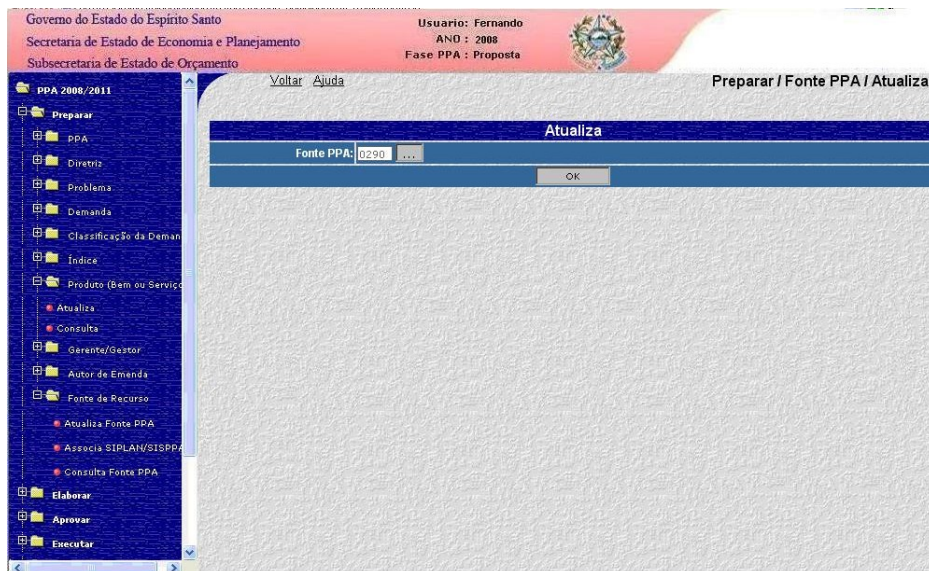 Governo do Estado do Espírito Santo
Secretaria de Estado de Economia e Planejamento
Subsecretaria de Estado de Orçamento
Usuario: Fernando
ANO : 2008
Fase PPA : Proposta
Voltar Ajuda
Preparar / Fonte PPA / Atualiza
PPA 2008/2011
Preparar
PPA
Diretriz
Problema
Demanda
Classificação da Deman
Índice
Produto (Bem ou Serviço
Atualiza
Consulta
Gerente/Gestor
Autor de Emenda
Fonte de Recurso
Atualiza Fonte PPA
Associa SIPLAN/SISPPA
Consulta Fonte PPA
Elaborar
Aprovar
Executar
Atualiza
Fonte PPA: 0290 ...
OK